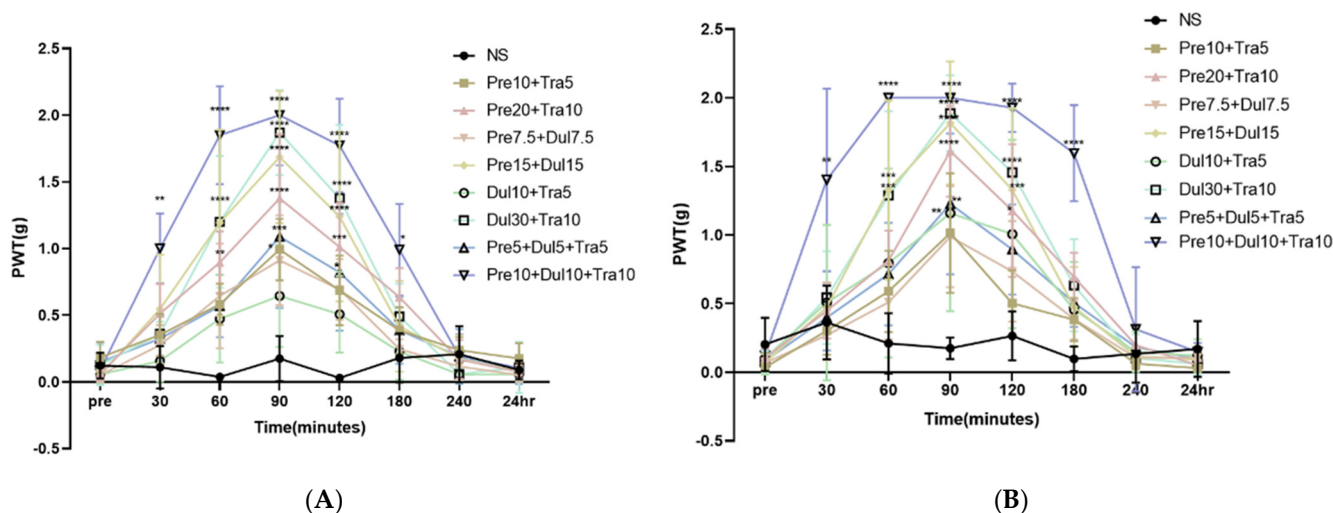 2.5
2.0
1.5
1.0
0.5
0.0
-0.5
PWT(g)
pre 30 60 90 120 180 240 24hr
Time(minutes)
NS
Pre10+Tra5
Pre20+Tra10
Pre7.5+Dul7.5
Pre15+Dul15
Dul10+Tra5
Dul30+Tra10
Pre5+Dul5+Tra5
Pre10+Dul10+Tra10
(A)
2.5
2.0
1.5
1.0
0.5
0.0
-0.5
PWT(g)
pre 30 60 90 120 180 240 24hr
Time(minutes)
NS
Pre10+Tra5
Pre20+Tra10
Pre7.5+Dul7.5
Pre15+Dul15
Dul10+Tra5
Dul30+Tra10
Pre5+Dul5+Tra5
Pre10+Dul10+Tra10
(B)